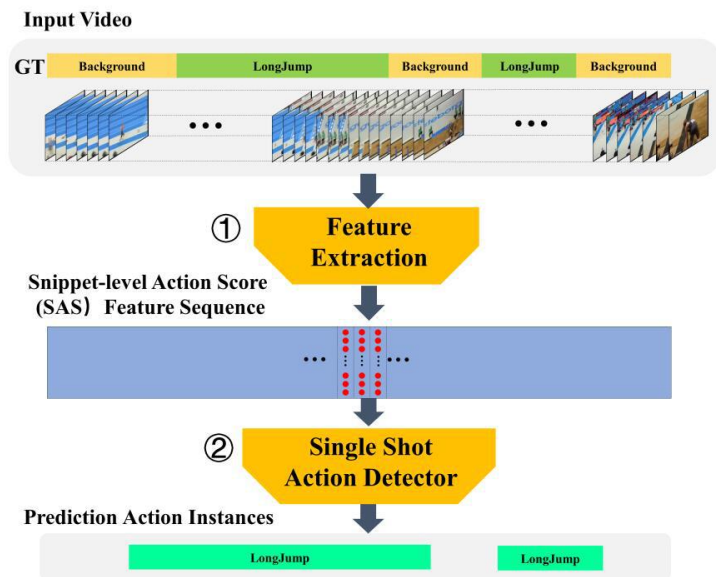 Input Video
GT Background LongJump Background LongJump Background
①
Feature
Extraction
Snippet-level Action Score
(SAS） Feature Sequence
②
Single Shot
Action Detector
Prediction Action Instances
LongJump LongJump